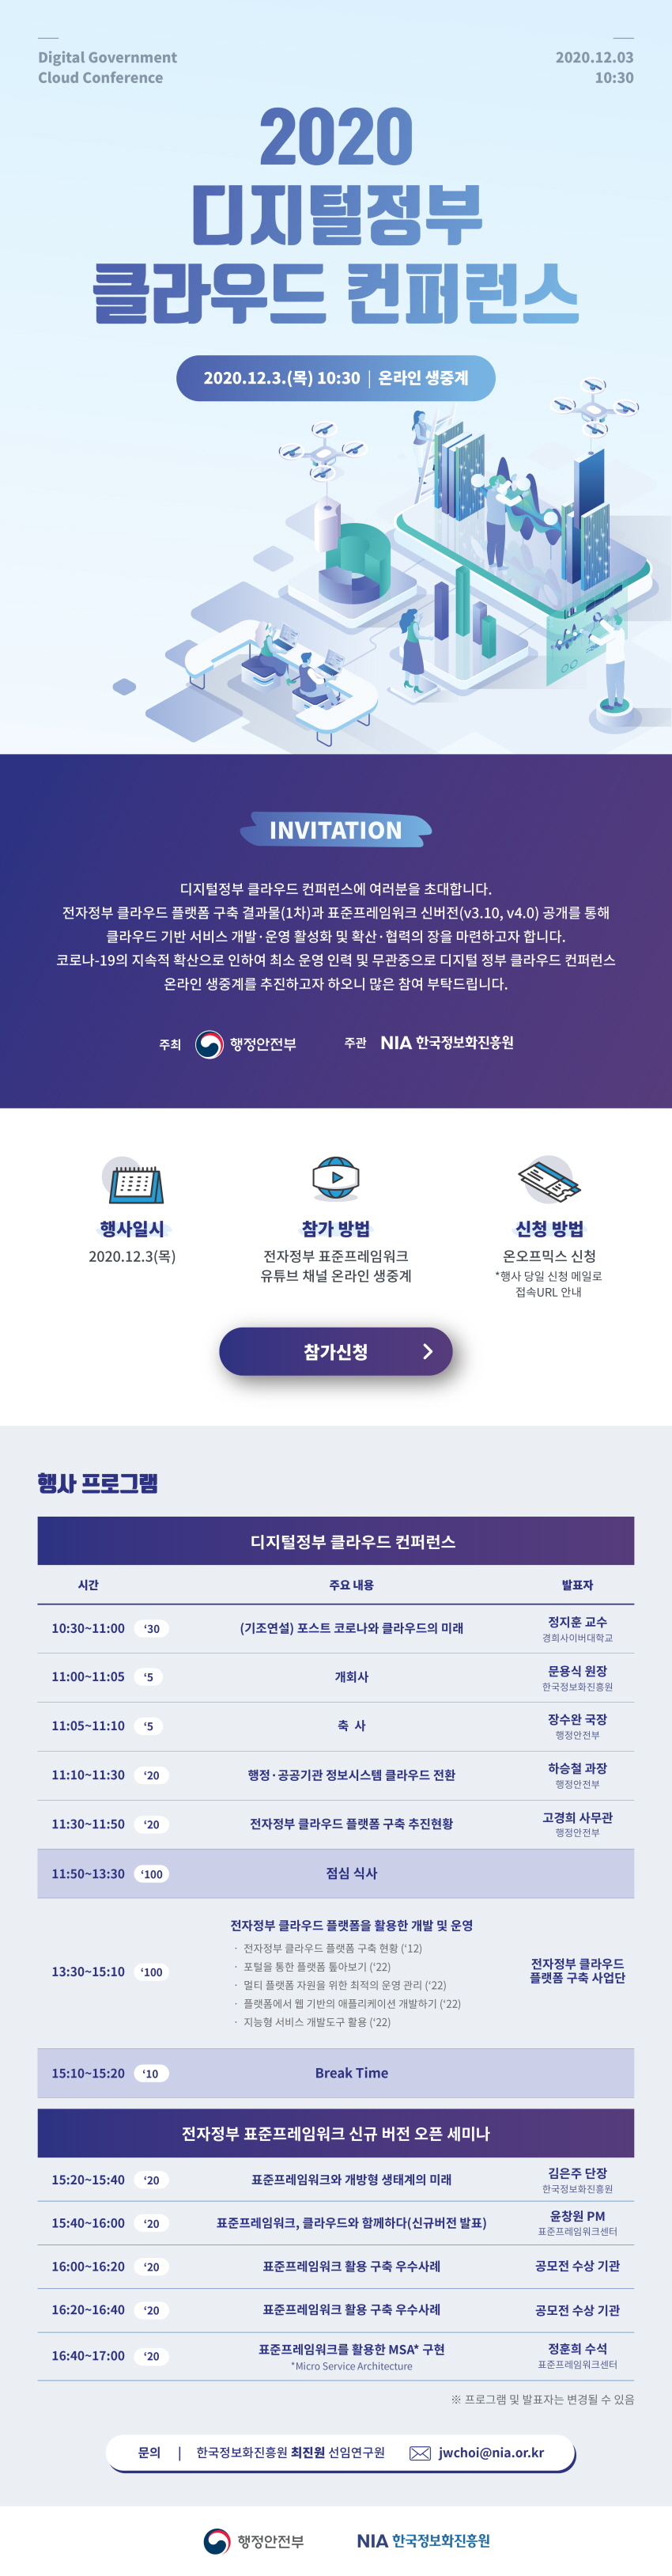 Digital Government
Cloud Conference
2020.12.03
10:30
2020
디지털정부
클라우드 컨퍼런스
2020.12.3.(목) 10:30 | 온라인 생중계
INVITATION
디지털정부 클라우드 컨퍼런스에 여러분을 초대합니다.
전자정부 클라우드 플랫폼 구축 결과물(1차)과 표준프레임워크 신버전(v3.10, v4.0) 공개를 통해
클라우드 기반 서비스 개발·운영 활성화 및 확산·협력의 장을 마련하고자 합니다.
코로나-19의 지속적 확산으로 인하여 최소 운영 인력 및 무관중으로 디지털 정부 클라우드 컨퍼런스
온라인 생중계를 추진하고자 하오니 많은 참여 부탁드립니다.
주최 행정안전부 주관 NIA 한국정보화진흥원
행사일시
2020.12.3(목)
참가 방법
전자정부 표준프레임워크
유튜브 채널 온라인 생중계
신청 방법
온오프믹스 신청
*행사 당일 신청 메일로
접속URL 안내
참가신청
행사 프로그램
디지털정부 클라우드 컨퍼런스
시간 주요 내용 발표자
10:30~11:00 ‘30 (기조연설) 포스트 코로나와 클라우드의 미래 정지훈 교수
경희사이버대학교
11:00~11:05 ‘5 개회사 문용식 원장
한국정보화진흥원
11:05~11:10 ‘5 축 사 장수완 국장
행정안전부
11:10~11:30 ‘20 행정·공공기관 정보시스템 클라우드 전환 하승철 과장
행정안전부
11:30~11:50 ‘20 전자정부 클라우드 플랫폼 구축 추진현황 고경희 사무관
행정안전부
11:50~13:30 ‘100 점심 식사
13:30~15:10 ‘100 전자정부 클라우드 플랫폼을 활용한 개발 및 운영
· 전자정부 클라우드 플랫폼 구축 현황 (‘12)
· 포털을 통한 플랫폼 톺아보기 (‘22)
· 멀티 플랫폼 자원을 위한 최적의 운영 관리 (‘22)
· 플랫폼에서 웹 기반의 애플리케이션 개발하기 (‘22)
· 지능형 서비스 개발도구 활용 (‘22)
전자정부 클라우드
플랫폼 구축 사업단
15:10~15:20 ‘10 Break Time
전자정부 표준프레임워크 신규 버전 오픈 세미나
15:20~15:40 ‘20 표준프레임워크와 개방형 생태계의 미래 김은주 단장
한국정보화진흥원
15:40~16:00 ‘20 표준프레임워크, 클라우드와 함께하다(신규버전 발표) 윤창원 PM
표준프레임워크센터
16:00~16:20 ‘20 표준프레임워크 활용 구축 우수사례 공모전 수상 기관
16:20~16:40 ‘20 표준프레임워크 활용 구축 우수사례 공모전 수상 기관
16:40~17:00 ‘20 표준프레임워크를 활용한 MSA* 구현 정훈희 수석
*Micro Service Architecture 표준프레임워크센터
※ 프로그램 및 발표자는 변경될 수 있음
문의 | 한국정보화진흥원 최진원 선임연구원 jwchoi@nia.or.kr
행정안전부 NIA 한국정보화진흥원